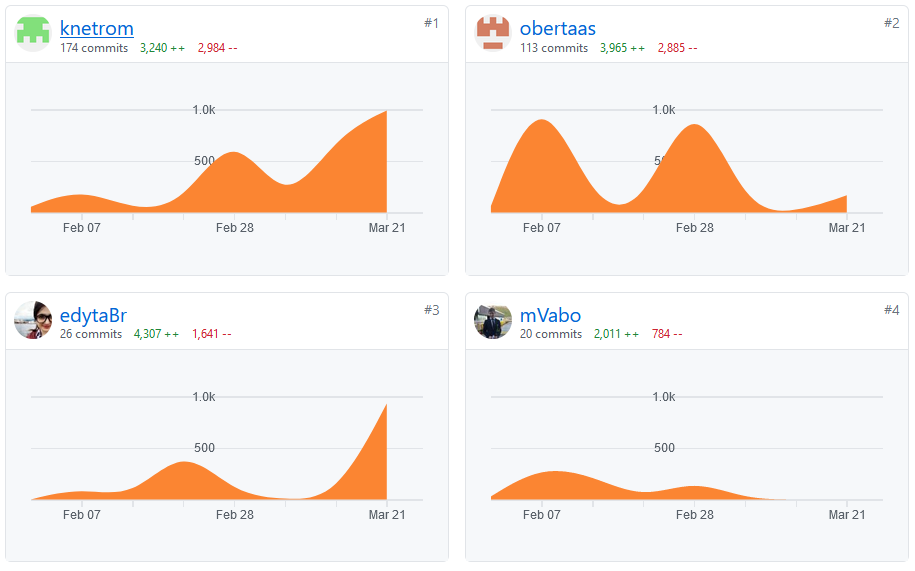 knetrom #1
174 commits 3,240 ++ 2,984 --
1.0k
500
Feb 07 Feb 28 Mar 21
obertaas #2
113 commits 3,965 ++ 2,885 --
1.0k
5
Feb 07 Feb 28 Mar 21
edytaBr #3
26 commits 4,307 ++ 1,641 --
1.0k
500
Feb 07 Feb 28 Mar 21
mVabo #4
20 commits 2,011 ++ 784 --
1.0k
500
Feb 07 Feb 28 Mar 21